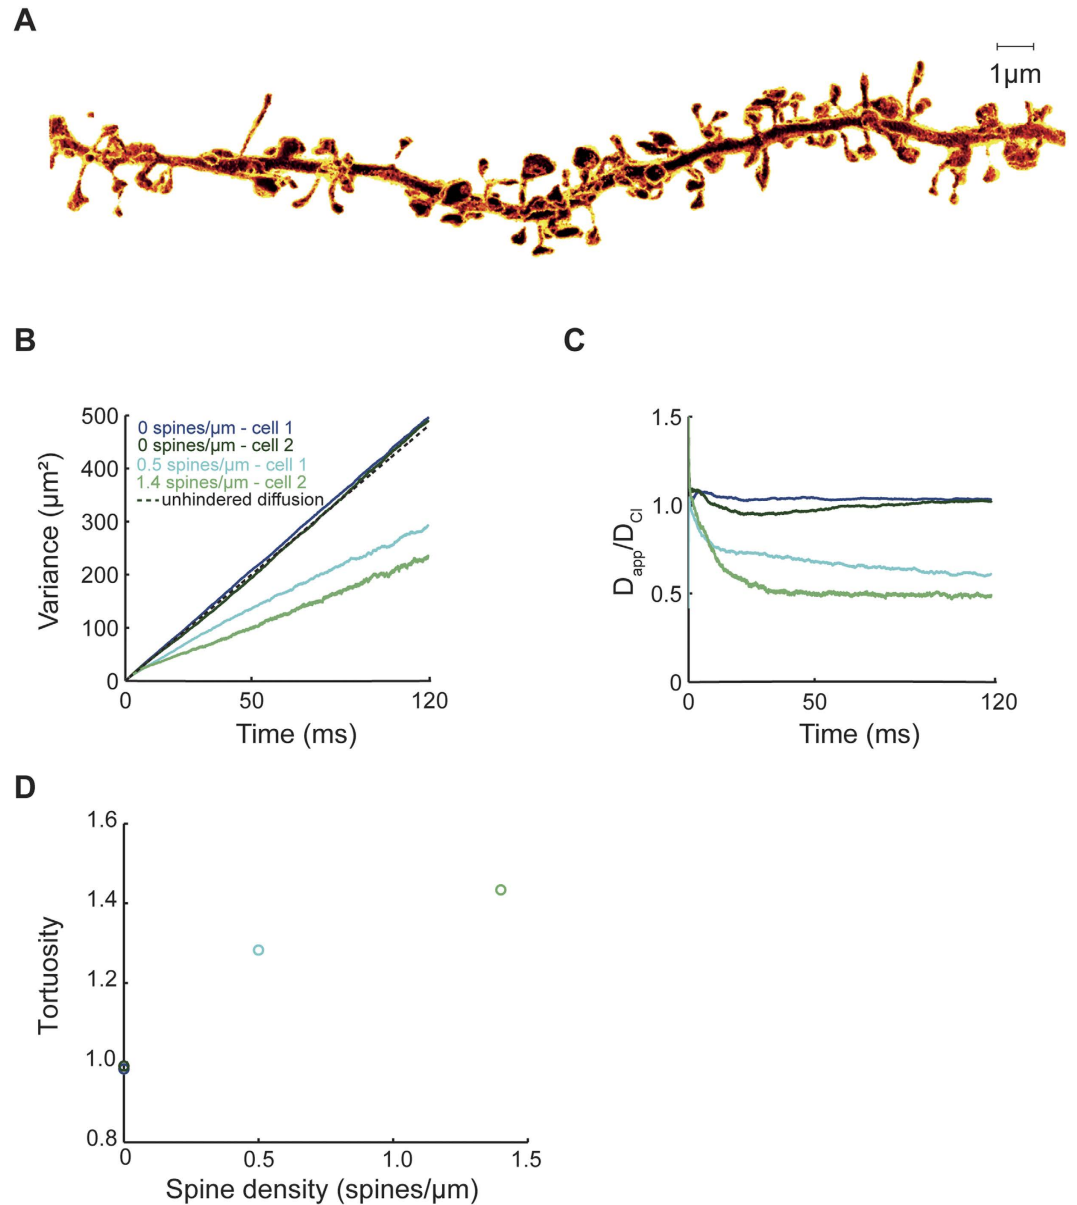 A
1µm
B
C
500
400
300
200
100
0
0 spines/µm - cell 1
0 spines/µm - cell 2
0.5 spines/µm - cell 1
1.4 spines/µm - cell 2
unhindered diffusion
Variance (µm²)
0
50
120
Time (ms)
1.5
1.0
0.5
0
Dapp/DCl
0
50
120
Time (ms)
D
1.6
1.4
1.2
1.0
0.8
Tortuosity
0
0.5
1.0
1.5
Spine density (spines/µm)